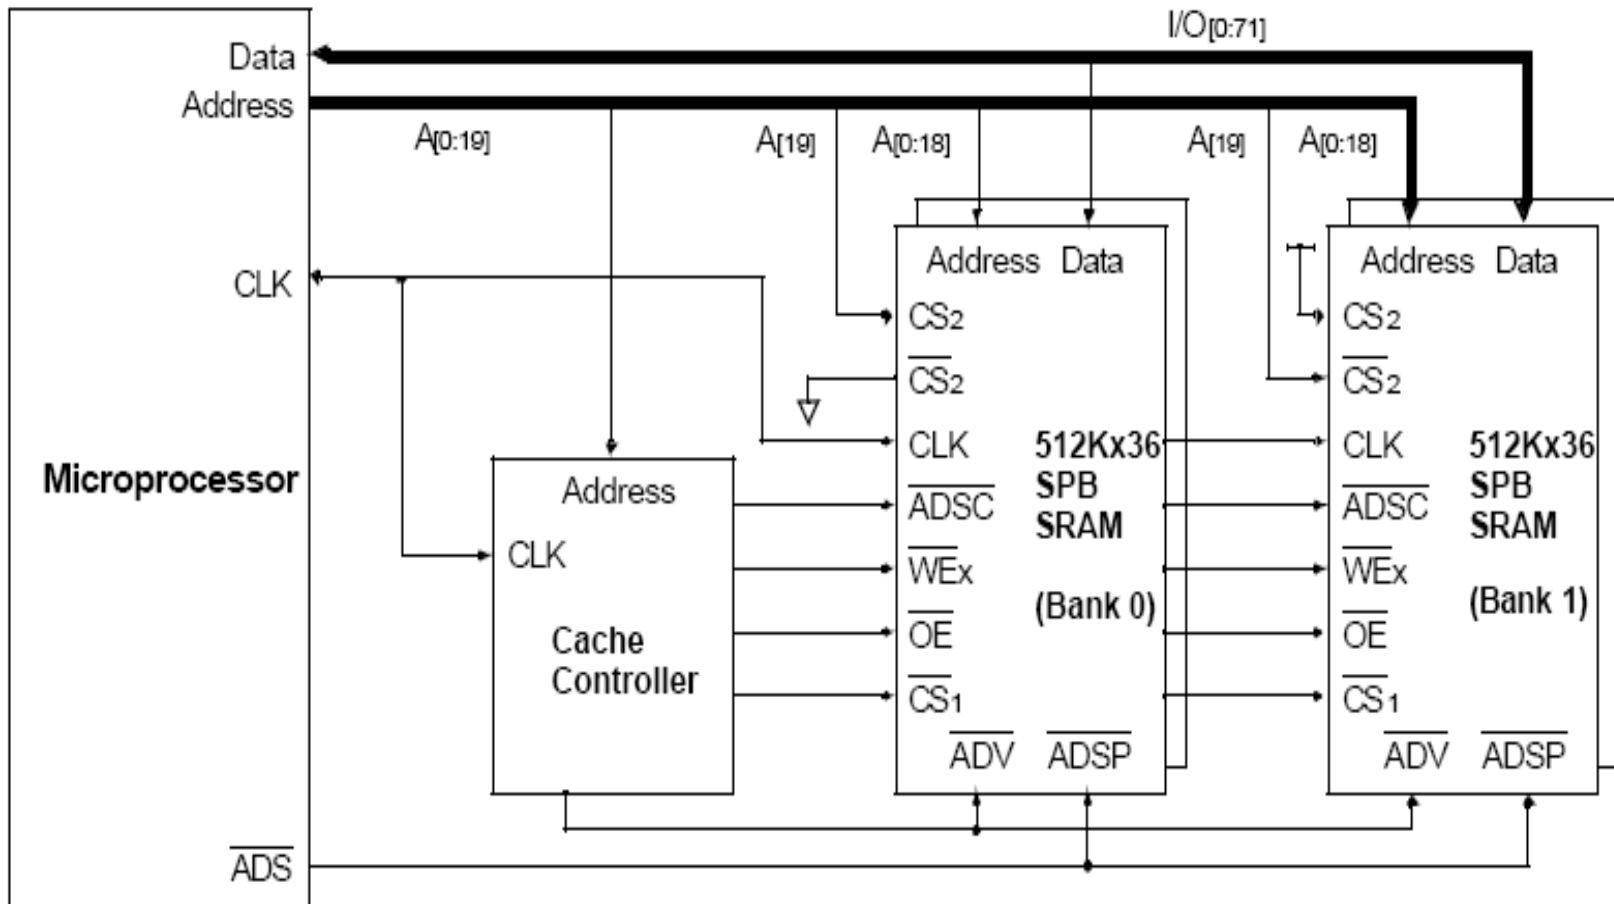 I/O[0:71]
Data
Address
A[0:19]
A[19]
A[0:18]
A[19]
A[0:18]
CLK
Microprocessor
ADS
Address
CLK
Cache
Controller
Address Data
CS2
CS2
CLK
ADSC
WEx
OE
CS1
ADV ADSP
512Kx36
SPB
SRAM
(Bank 0)
Address Data
CS2
CS2
CLK
ADSC
WEx
OE
CS1
ADV ADSP
512Kx36
SPB
SRAM
(Bank 1)